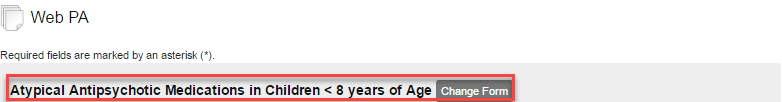 Web PA
Required fields are marked by an asterisk (*).
Atypical Antipsychotic Medications in Children < 8 years of Age Change Form